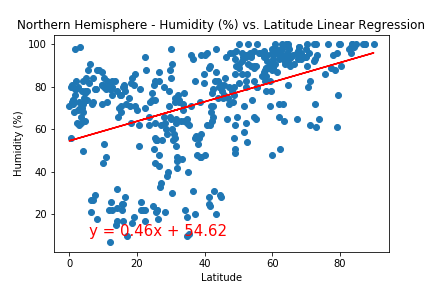 Northern Hemisphere - Humidity (%) vs. Latitude Linear Regression
100
80
60
40
20
Humidity (%)
y = 0.46x + 54.62
0 20 40 60 80
Latitude